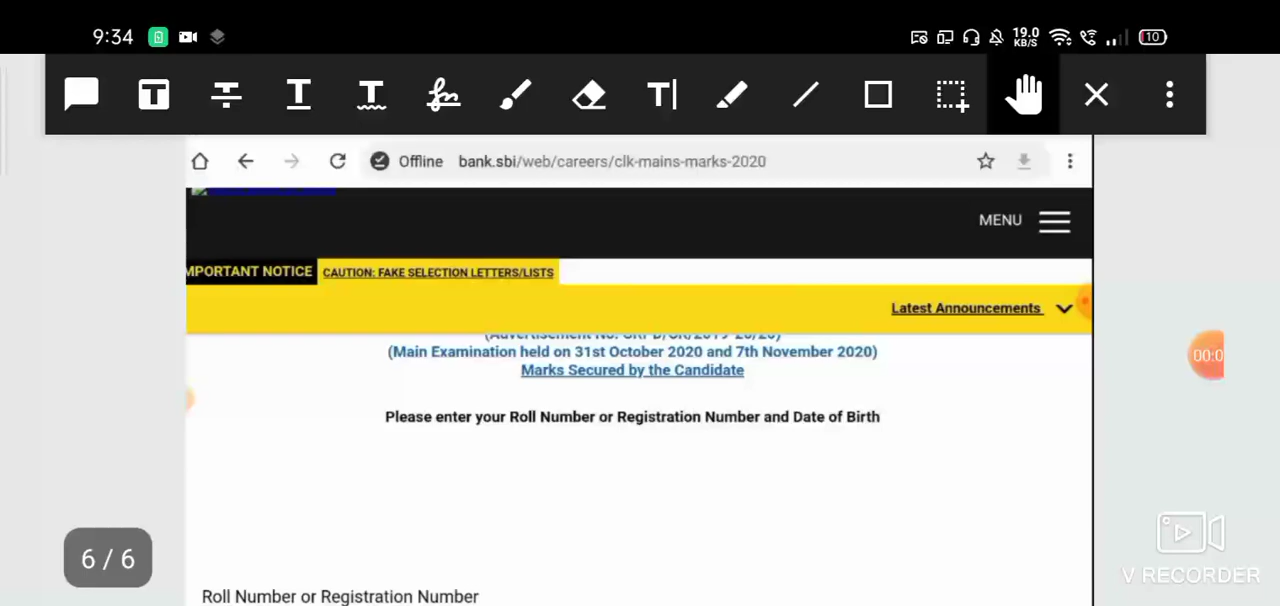 9:34
19.0
KB/S
10
T T T T T
Offline bank.sbi/web/careers/clk-mains-marks-2020
MENU
MPORTANT NOTICE CAUTION: FAKE SELECTION LETTERS/LISTS
Latest Announcements
(Main Examination held on 31st October 2020 and 7th November 2020)
Marks Secured by the Candidate
Please enter your Roll Number or Registration Number and Date of Birth
00:0
6 / 6
V RECORDER
Roll Number or Registration Number